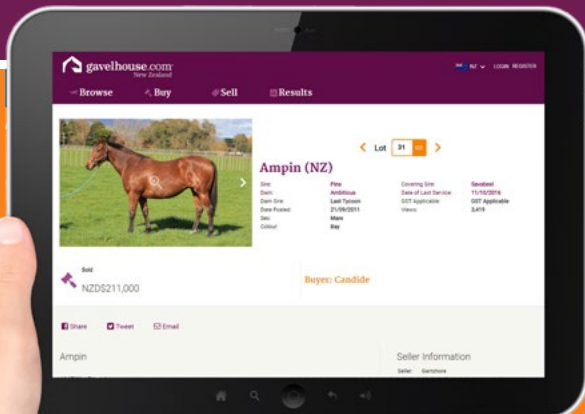 gavelhouse.com
New Zealand
NZ LOGIN REGISTER
Browse Buy Sell Results
Lot 31 GO
Ampin (NZ)
Sire: Pins Covering Sire: Savabeel
Dam: Ambitious Date of Last Service: 11/10/2016
Dam Sire: Last Tycoon GST Applicable: GST Applicable
Date Foaled: 21/09/2011 Views: 3,419
Sex: Mare
Colour: Bay
Sold
NZD$211,000
Buyer: Candide
Share Tweet Email
Ampin
Seller Information
Seller